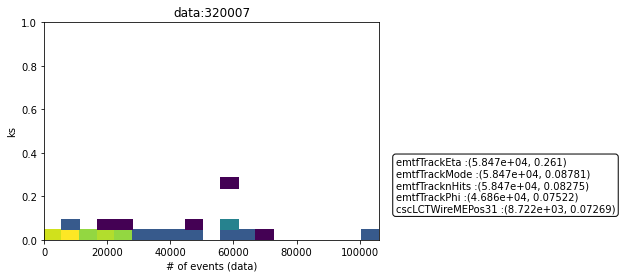 data:320007
1.0
0.8
0.6
0.4
0.2
0.0
ks
0
20000
40000
60000
80000
100000
# of events (data)
emtfTrackEta :(5.847e+04, 0.261)
emtfTrackMode :(5.847e+04, 0.08781)
emtfTracknHits :(5.847e+04, 0.08275)
emtfTrackPhi :(4.686e+04, 0.07522)
cscLCTWireMEPos31 :(8.722e+03, 0.07269)